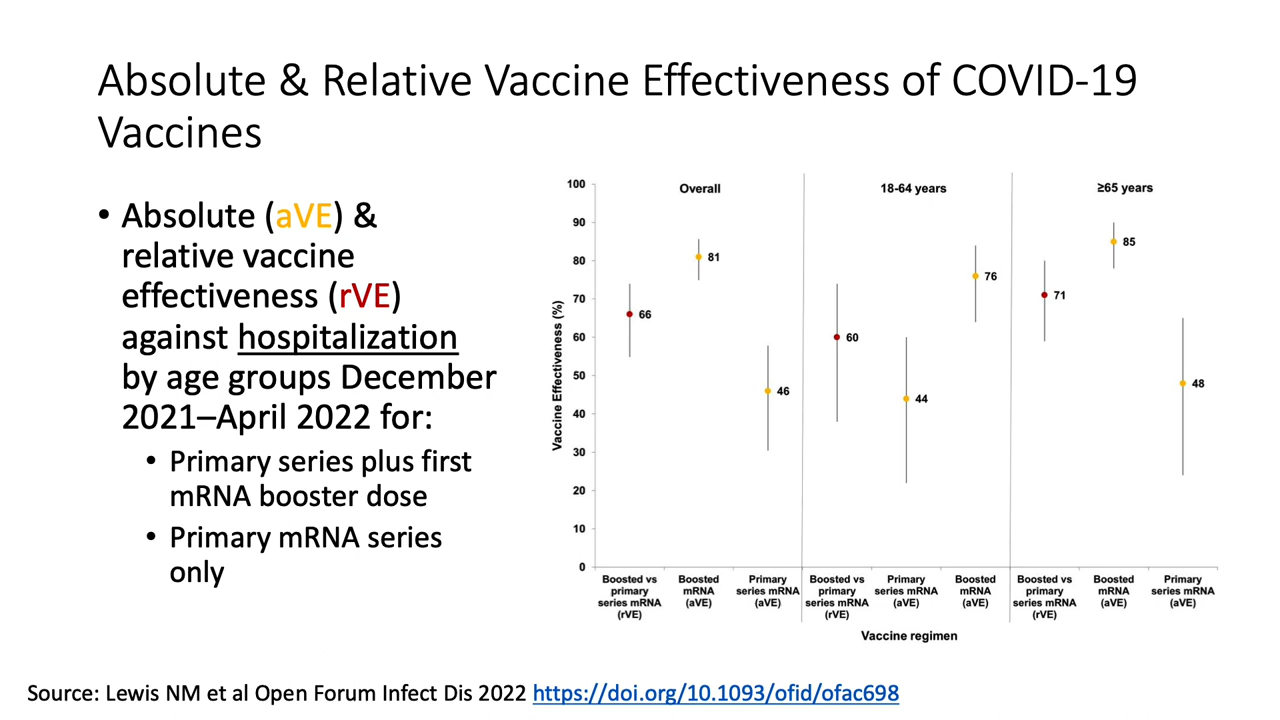 Absolute & Relative Vaccine Effectiveness of COVID-19
Vaccines
• Absolute (aVE) &
relative vaccine
effectiveness (rVE)
against hospitalization
by age groups December
2021–April 2022 for:
• Primary series plus first
mRNA booster dose
• Primary mRNA series
only
Vaccine Effectiveness (%)
100
90
80
70
60
50
40
30
20
10
0
Overall
66
81
46
18-64 years
60
44
76
≥65 years
71
85
48
Boosted vs
primary
series mRNA
(rVE)
Boosted
mRNA
(aVE)
Primary
series mRNA
(aVE)
Boosted vs
primary
series mRNA
(rVE)
Primary
series mRNA
(aVE)
Boosted
mRNA
(aVE)
Boosted vs
primary
series mRNA
(rVE)
Boosted
mRNA
(aVE)
Primary
series mRNA
(aVE)
Vaccine regimen
Source: Lewis NM et al Open Forum Infect Dis 2022 https://doi.org/10.1093/ofid/ofac698